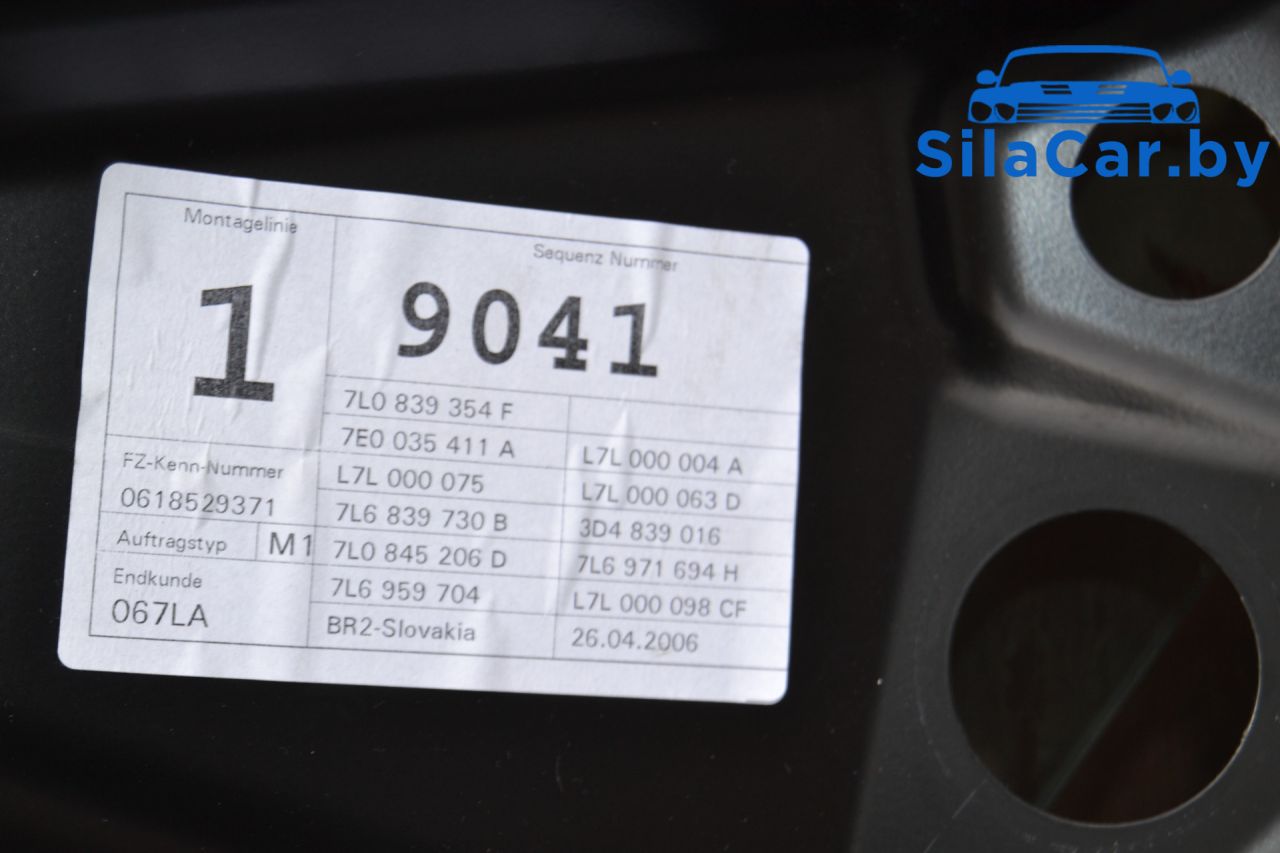 SilaCar.by
Montagelinie
Sequenz Nummer
1
9041
7L0 839 354 F
7E0 035 411 A
L7L 000 004 A
FZ-Kenn-Nummer
L7L 000 075
L7L 000 063 D
0618529371
7L6 839 730 B
3D4 839 016
Auftragstyp
M1
7L0 845 206 D
7L6 971 694 H
Endkunde
7L6 959 704
L7L 000 098 CF
067LA
BR2-Slovakia
26.04.2006